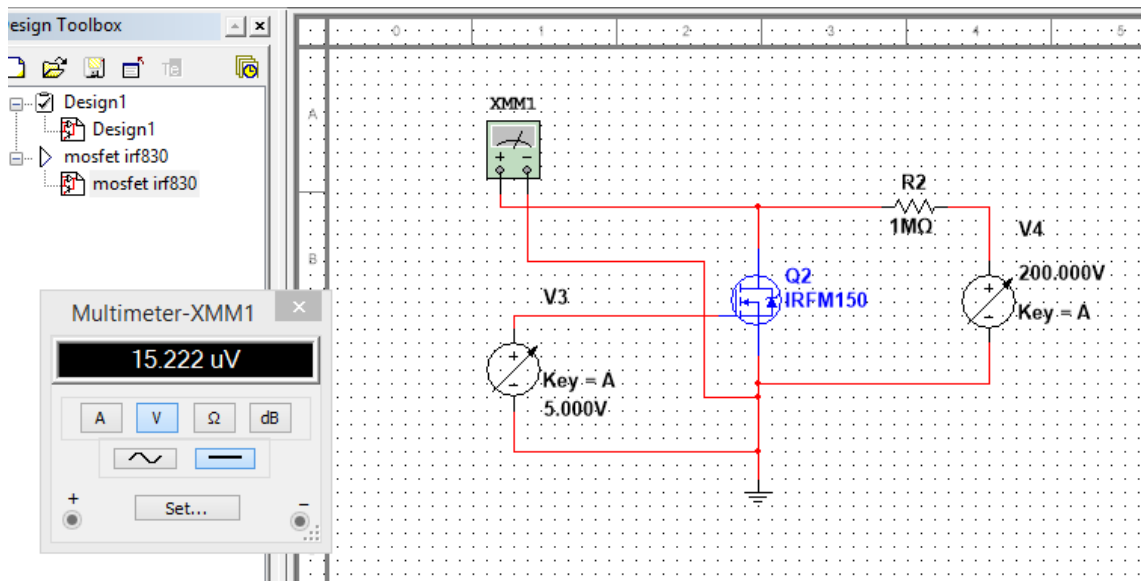 Design Toolbox
Design1
Design1
mosfet irf830
mosfet irf830
0
1
2
3
4
5
A
B
XMM1
+ −
R2
1MΩ
V4
200.000V
Key = A
+
−
Q2
IRFM150
V3
+
−
Key = A
5.000V
Multimeter-XMM1
15.222 uV
A V Ω dB
+
Set...
−